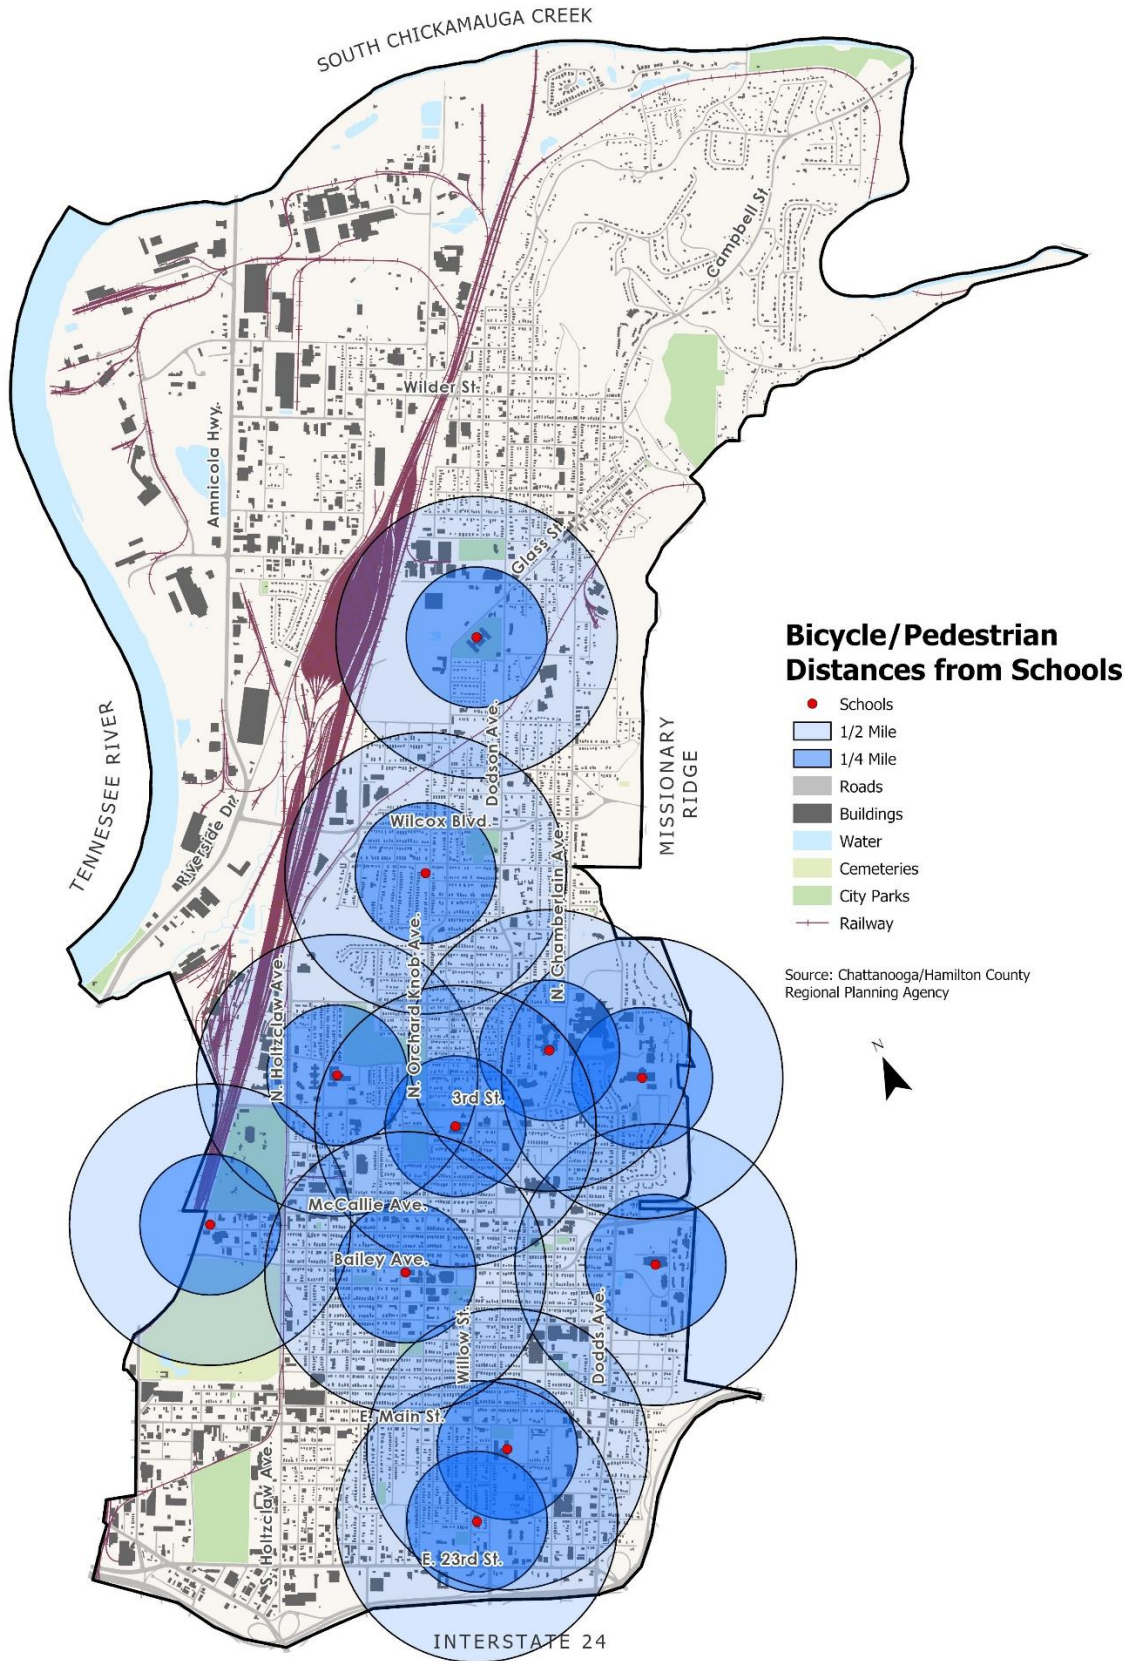 SOUTH CHICKAMAUGA CREEK
Campbell St.
Wilder St.
Amnicola Hwy.
Glass St.
Bicycle/Pedestrian
Distances from Schools
Schools
1/2 Mile
1/4 Mile
Roads
Buildings
Water
Cemeteries
City Parks
Railway
Source: Chattanooga/Hamilton County
Regional Planning Agency
N
TENNESSEE RIVER
MISSIONARY
RIDGE
Dodson Ave.
Riverside Dr.
Wilcox Blvd.
N. Chamberlain Ave.
N. Orchard Knob Ave.
N. Holtzclaw Ave.
3rd St.
McCallie Ave.
Bailey Ave.
Willow St.
Dodds Ave.
E. Main St.
S. Holtzclaw Ave.
E. 23rd St.
INTERSTATE 24